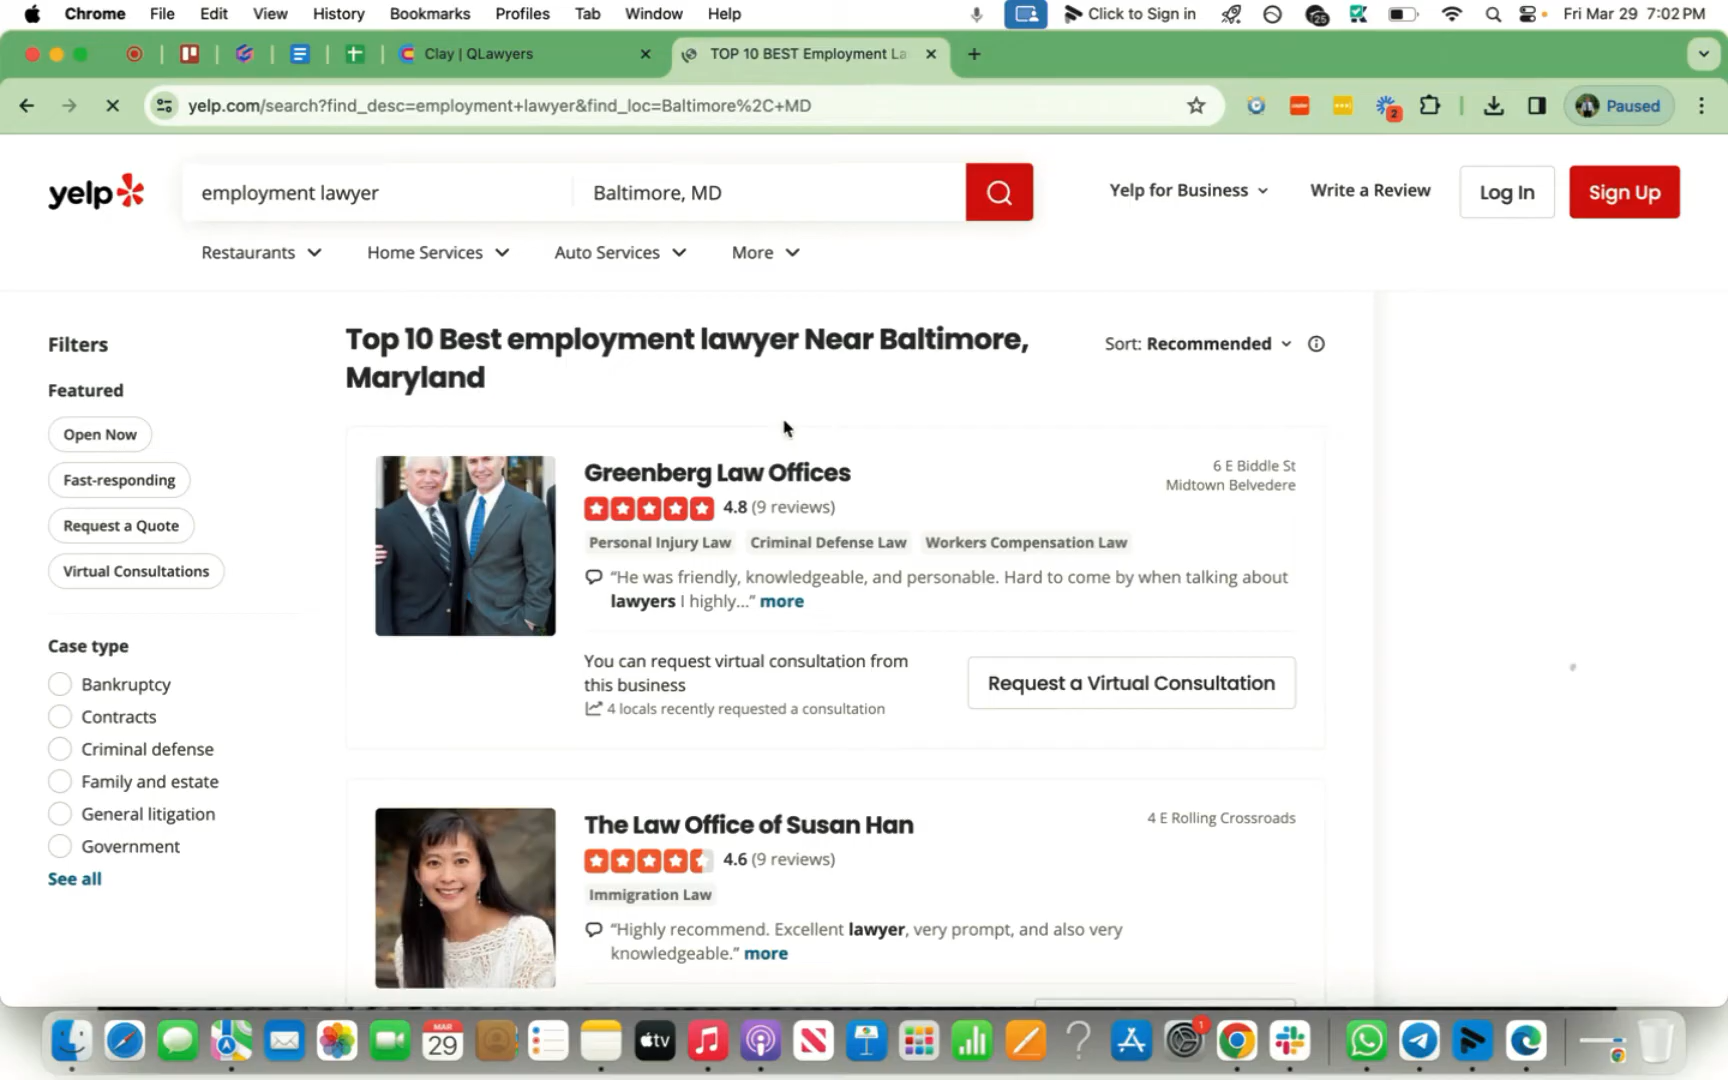 Chrome File Edit View History Bookmarks Profiles Tab Window Help
Click to Sign in 25 Fri Mar 29 7:02 PM
Clay | QLawyers
TOP 10 BEST Employment La
yelp.com/search?find_desc=employment+lawyer&find_loc=Baltimore%2C+MD
2
Paused
yelp
employment lawyer
Baltimore, MD
Yelp for Business
Write a Review
Log In
Sign Up
Restaurants
Home Services
Auto Services
More
Filters
Featured
Open Now
Fast-responding
Request a Quote
Virtual Consultations
Case type
Bankruptcy
Contracts
Criminal defense
Family and estate
General litigation
Government
See all
Top 10 Best employment lawyer Near Baltimore,
Maryland
Sort: Recommended
Greenberg Law Offices
6 E Biddle St
Midtown Belvedere
4.8 (9 reviews)
Personal Injury Law
Criminal Defense Law
Workers Compensation Law
“He was friendly, knowledgeable, and personable. Hard to come by when talking about
lawyers I highly...” more
You can request virtual consultation from
this business
4 locals recently requested a consultation
Request a Virtual Consultation
The Law Office of Susan Han
4 E Rolling Crossroads
4.6 (9 reviews)
Immigration Law
“Highly recommend. Excellent lawyer, very prompt, and also very
knowledgeable.” more
MAR
29
tv
1